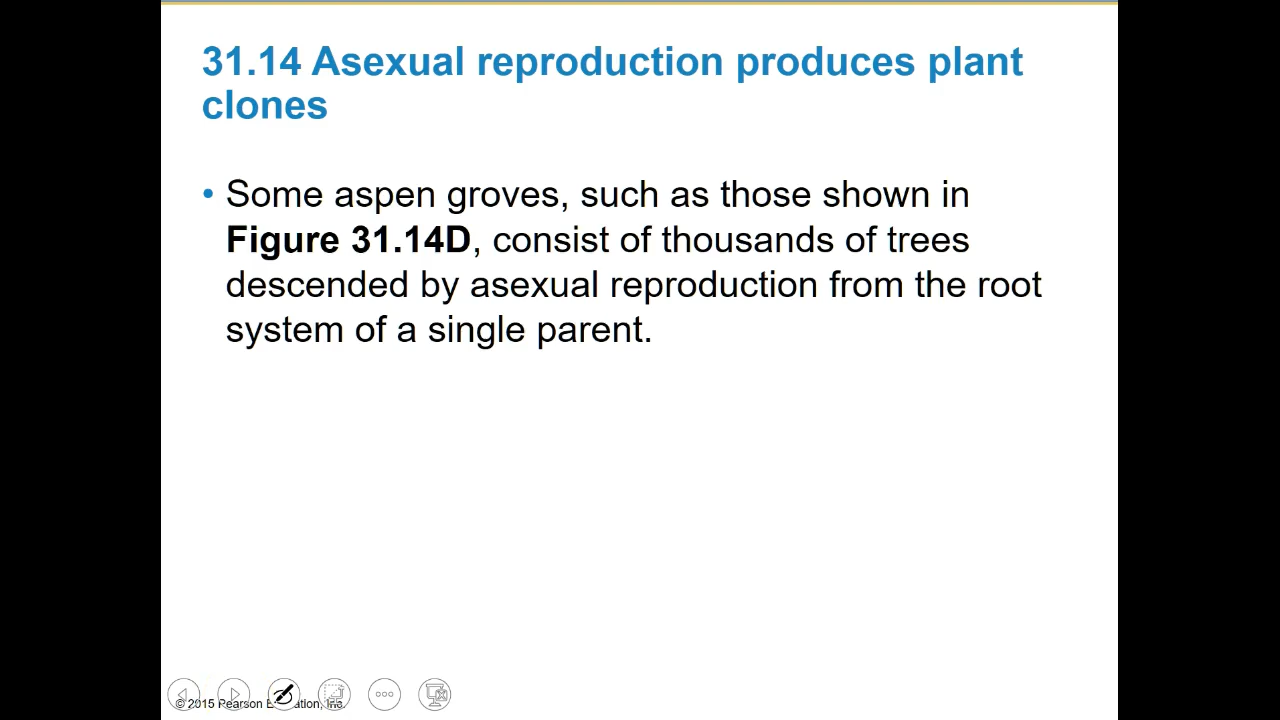 31.14 Asexual reproduction produces plant
clones
• Some aspen groves, such as those shown in
Figure 31.14D, consist of thousands of trees
descended by asexual reproduction from the root
system of a single parent.
© 2015 Pearson